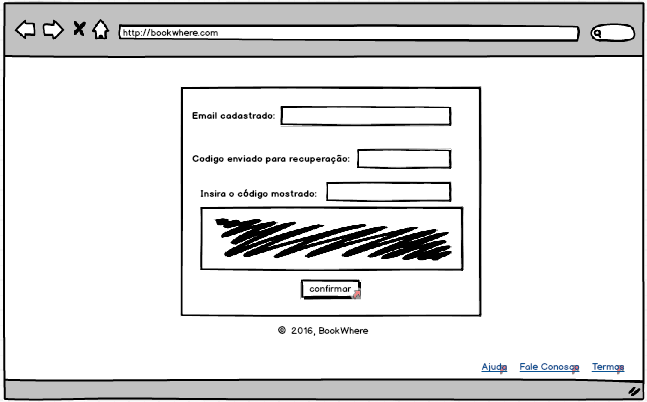 http://bookwhere.com
Email cadastrado:
Codigo enviado para recuperação:
Insira o código mostrado:
confirmar
© 2016, BookWhere
Ajuda Fale Conosco Termos